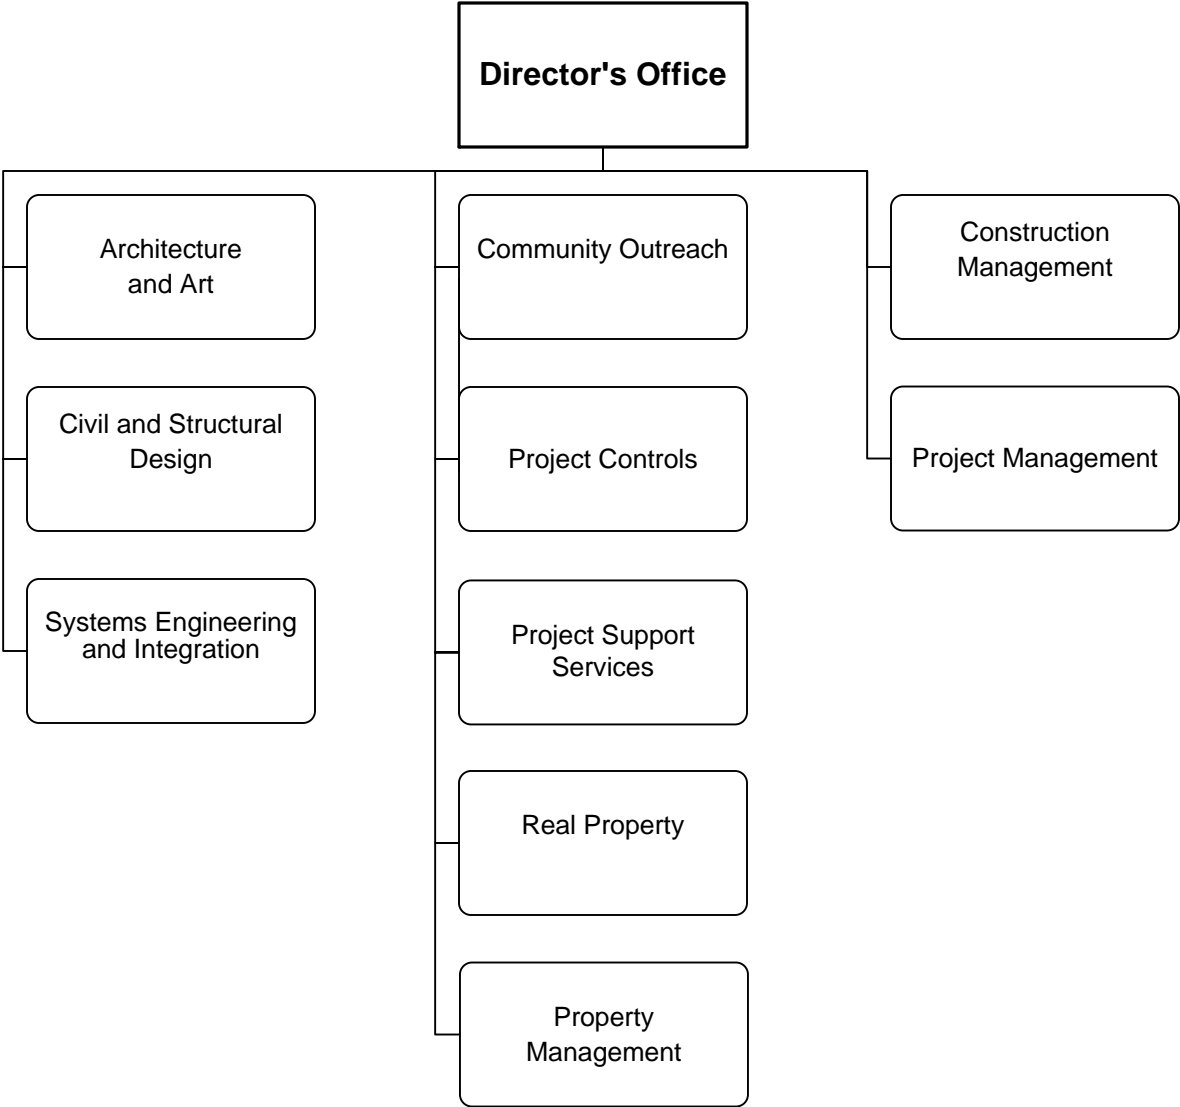 Director's Office
Architecture
and Art
Community Outreach
Construction
Management
Civil and Structural
Design
Project Controls
Project Management
Systems Engineering
and Integration
Project Support
Services
Real Property
Property
Management